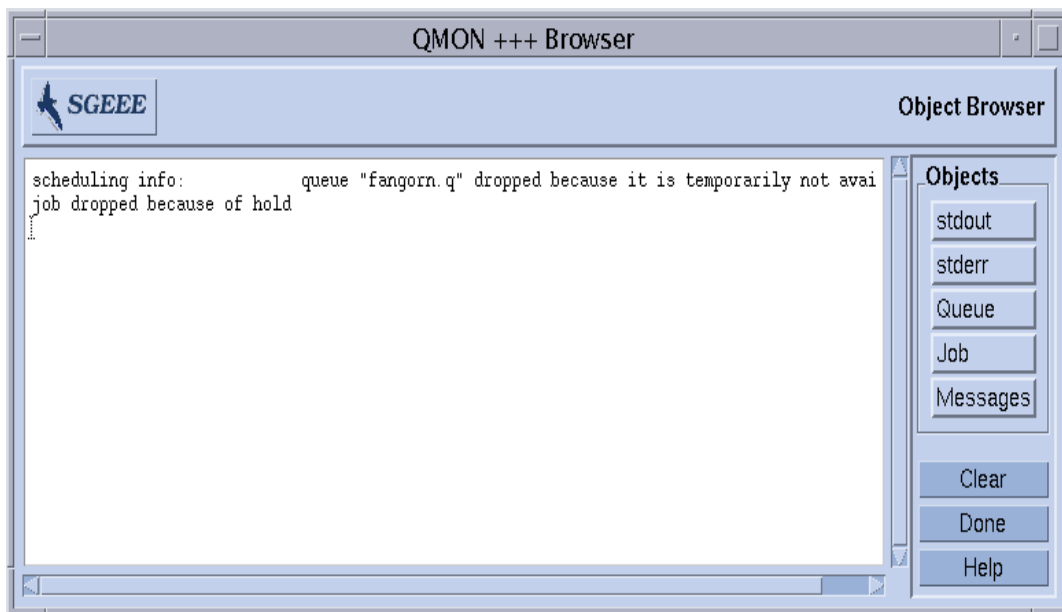 QMON +++ Browser
SGEEE
Object Browser
scheduling info: queue "fangorn.q" dropped because it is temporarily not avai
job dropped because of hold
Objects
stdout
stderr
Queue
Job
Messages
Clear
Done
Help